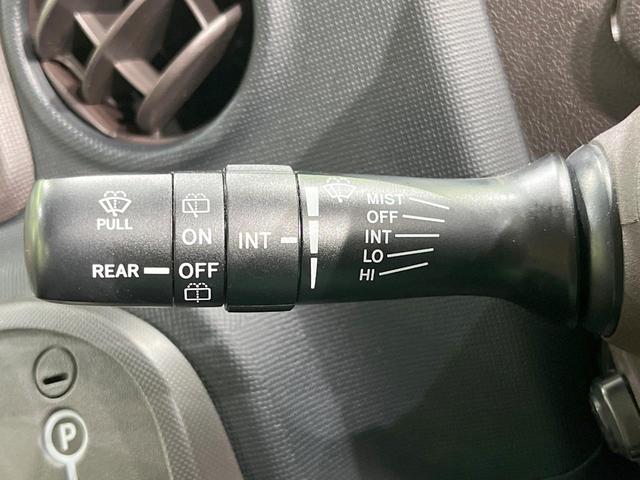 PULL
REAR
ON
OFF
INT
MIST
OFF
INT
LO
HI
P